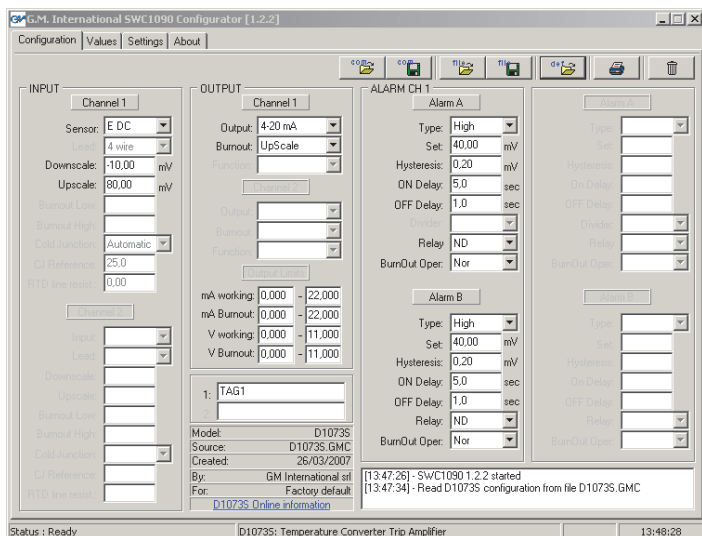 G.M. International SWC1090 Configurator [1.2.2]
Configuration Values Settings About
com com file file def
INPUT
Channel 1
Sensor: E DC
Lead: 4 wire
Downscale: -10,00 mV
Upscale: 80,00 mV
Burnout Low:
Burnout High:
Cold Junction: Automatic
CJ Reference: 25,0
RTD line resist.: 0,00
Channel 2
Input:
Lead:
Downscale:
Upscale:
Burnout Low:
Burnout High:
Cold Junction:
CJ Reference:
RTD line resist.:
OUTPUT
Channel 1
Output: 4-20 mA
Burnout: UpScale
Function:
Channel 2
Output:
Burnout:
Function:
Output Limits
mA working: 0,000 - 22,000
mA Burnout: 0,000 - 22,000
V working: 0,000 - 11,000
V Burnout: 0,000 - 11,000
1: TAG1
2:
Model: D1073S
Source: D1073S.GMC
Created: 26/03/2007
By: GM International srl
For: Factory default
D1073S Online information
ALARM CH 1
Alarm A
Type: High
Set: 40,00 mV
Hysteresis: 0,20 mV
ON Delay: 5,0 sec
OFF Delay: 1,0 sec
Divider:
Relay ND
BurnOut Oper: Nor
Alarm B
Type: High
Set: 40,00 mV
Hysteresis: 0,20 mV
ON Delay: 5,0 sec
OFF Delay: 1,0 sec
Relay: ND
BurnOut Oper: Nor
Alarm A
Type:
Set:
Hysteresis:
On Delay:
OFF Delay:
Divider:
Relay
BurnOut Oper:
Alarm B
Type:
Set:
Hysteresis:
ON Delay:
OFF Delay:
Relay:
BurnOut Oper:
[13:47:26] - SWC1090 1.2.2 started
[13:47:34] - Read D1073S configuration from file D1073S.GMC
Status : Ready
D1073S: Temperature Converter Trip Amplifier
13:48:28